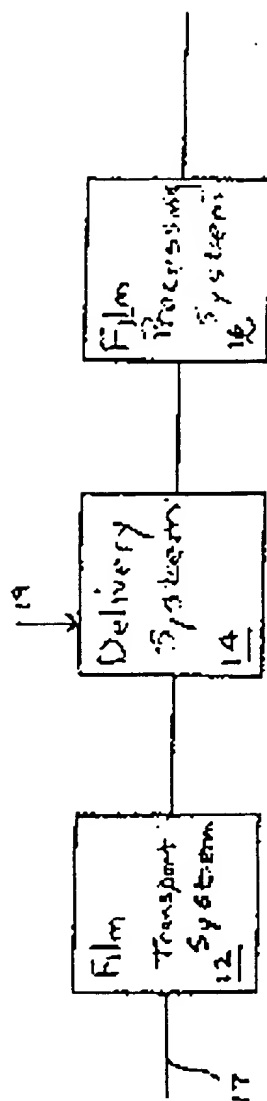 Film
Transport
System
12
17
Delivery
System
14
19
Film
Processing
System
16